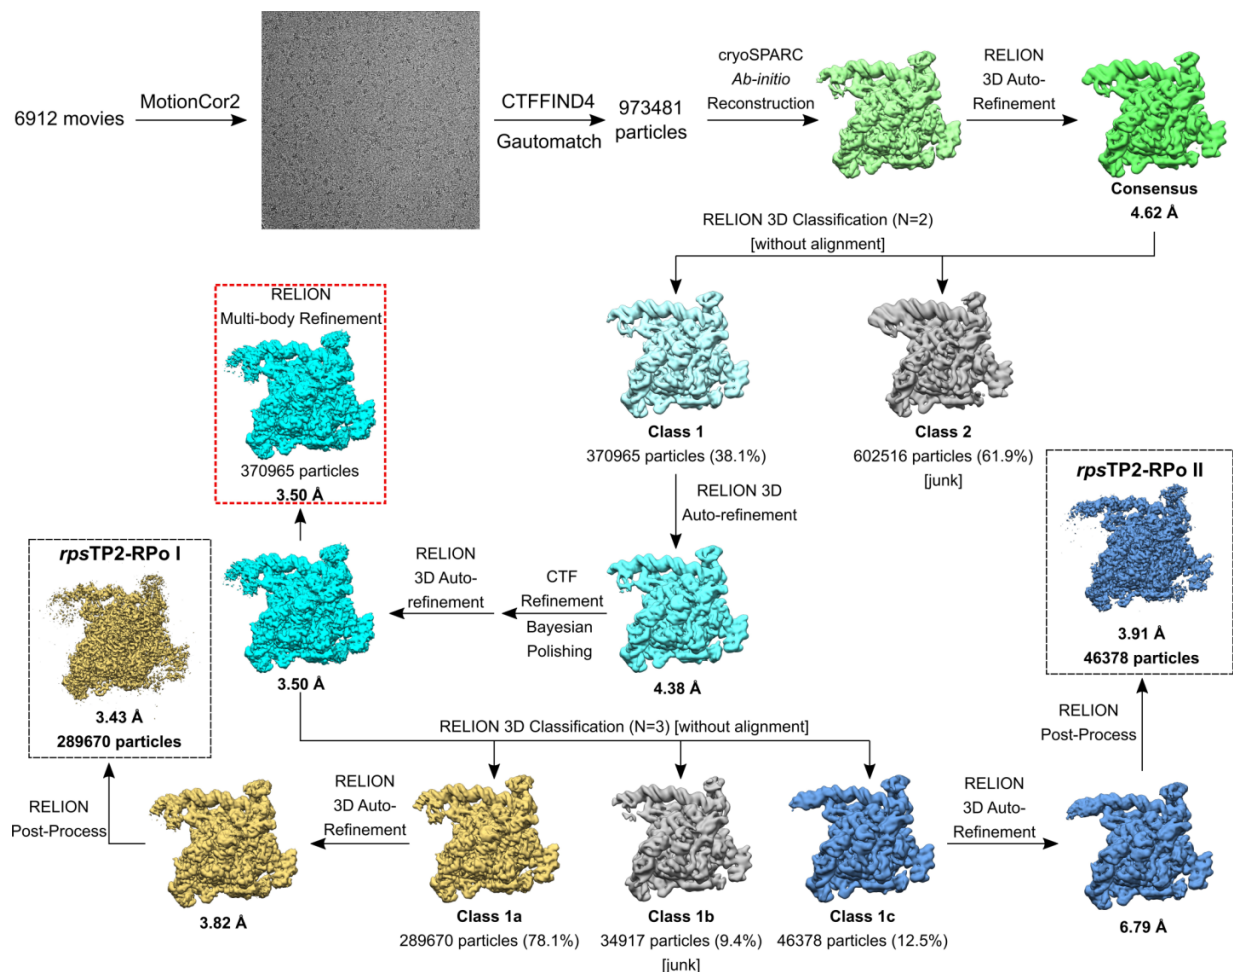 6912 movies
MotionCor2
CTFFIND4
Gautomatch
973481
particles
cryoSPARC
Ab-initio
Reconstruction
RELION
3D Auto-
Refinement
Consensus
4.62 Å
RELION 3D Classification (N=2)
[without alignment]
Class 1
370965 particles (38.1%)
Class 2
602516 particles (61.9%)
[junk]
RELION 3D
Auto-refinement
4.38 Å
CTF
Refinement
Bayesian
Polishing
RELION
3D Auto-
refinement
3.50 Å
RELION
Multi-body Refinement
370965 particles
3.50 Å
RELION 3D Classification (N=3) [without alignment]
Class 1a
289670 particles (78.1%)
Class 1b
34917 particles (9.4%)
[junk]
Class 1c
46378 particles (12.5%)
RELION
3D Auto-
Refinement
3.82 Å
RELION
Post-Process
rpsTP2-RPo I
3.43 Å
289670 particles
RELION
3D Auto-
Refinement
6.79 Å
RELION
Post-Process
rpsTP2-RPo II
3.91 Å
46378 particles